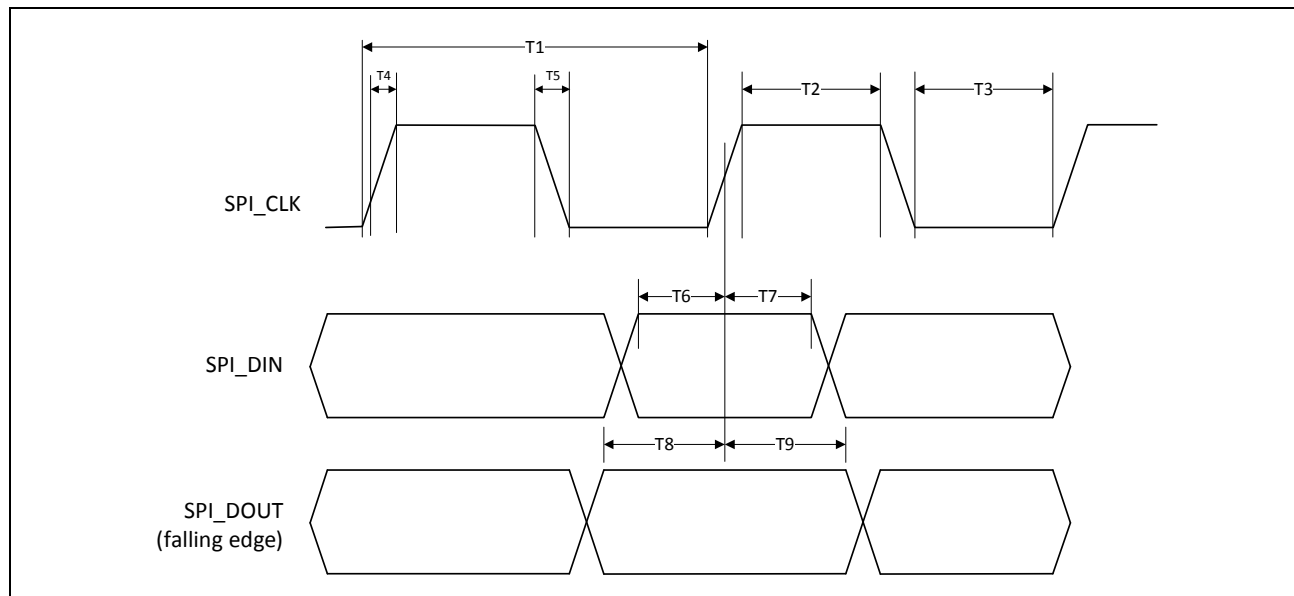 T1
T4
T5
T2
T3
SPI_CLK
T6
T7
SPI_DIN
T8
T9
SPI_DOUT
(falling edge)